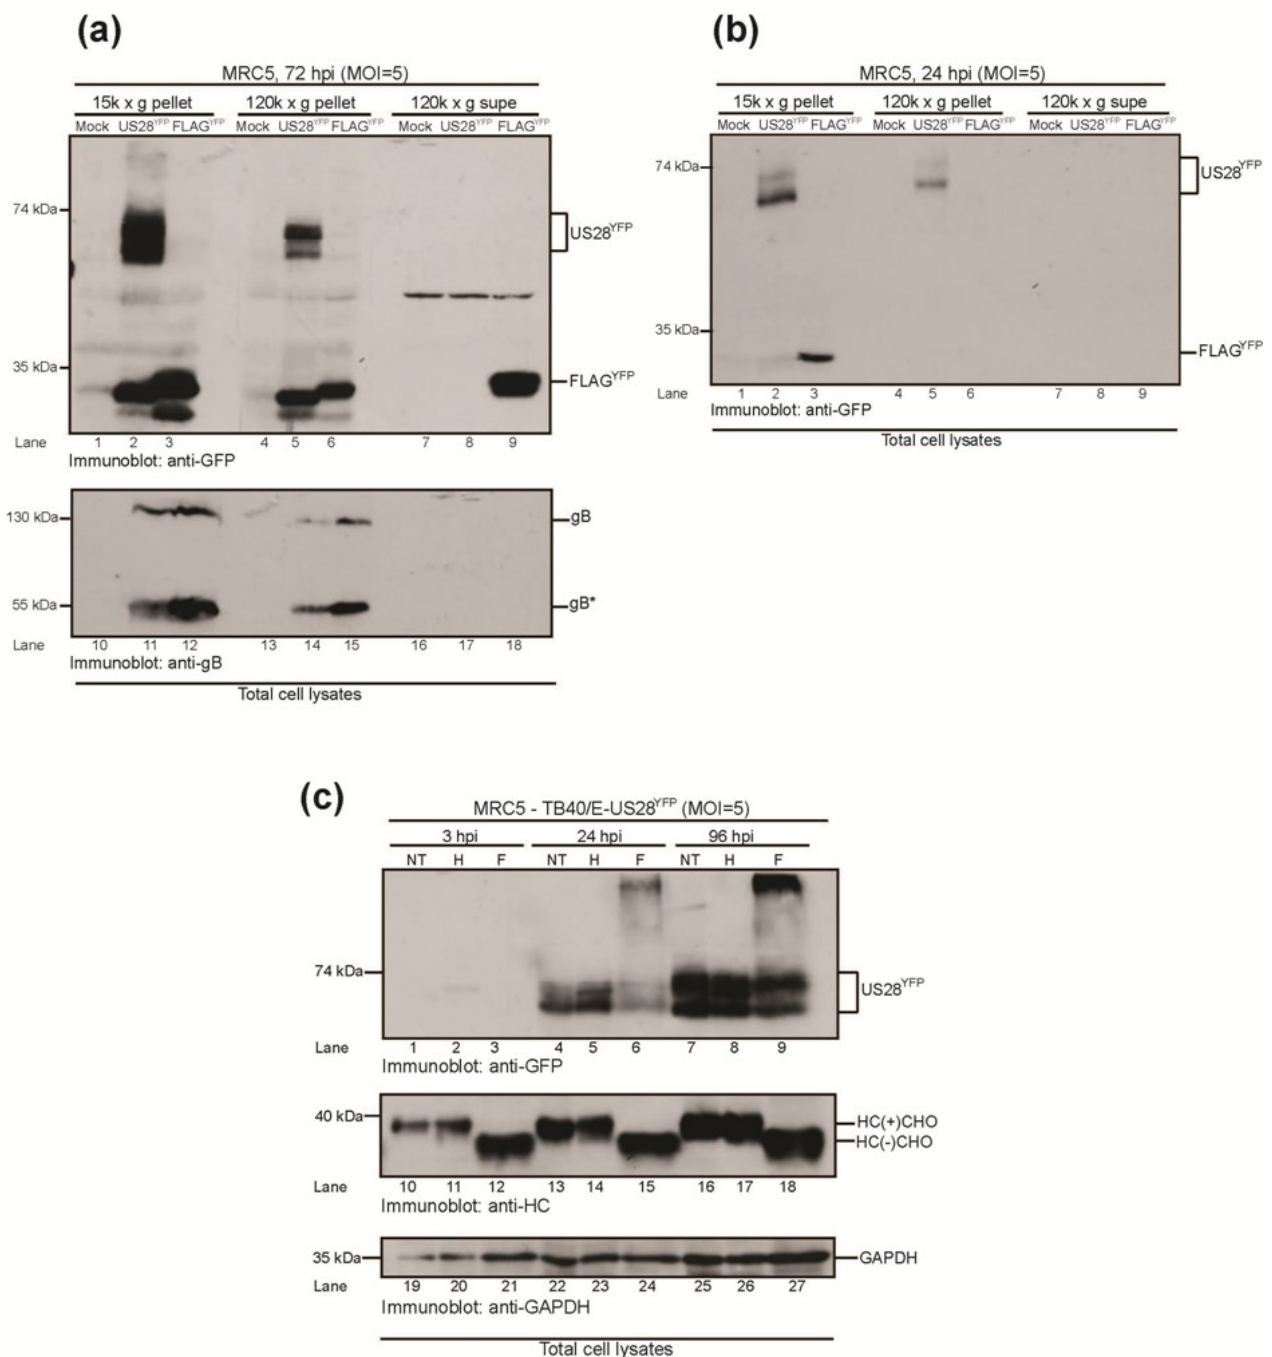 (a)
MRC5, 72 hpi (MOI=5)
15k x g pellet 120k x g pellet 120k x g supe
Mock US28YFP FLAGYFP Mock US28YFP FLAGYFP Mock US28YFP FLAGYFP
74 kDa
US28YFP
35 kDa
FLAGYFP
Lane 1 2 3 4 5 6 7 8 9
Immunoblot: anti-GFP
130 kDa gB
55 kDa gB*
Lane 10 11 12 13 14 15 16 17 18
Immunoblot: anti-gB
Total cell lysates
(b)
MRC5, 24 hpi (MOI=5)
15k x g pellet 120k x g pellet 120k x g supe
Mock US28YFP FLAGYFP Mock US28YFP FLAGYFP Mock US28YFP FLAGYFP
74 kDa US28YFP
35 kDa
FLAGYFP
Lane 1 2 3 4 5 6 7 8 9
Immunoblot: anti-GFP
Total cell lysates
(c)
MRC5 - TB40/E-US28YFP (MOI=5)
3 hpi 24 hpi 96 hpi
NT H F NT H F NT H F
74 kDa
US28YFP
Lane 1 2 3 4 5 6 7 8 9
Immunoblot: anti-GFP
40 kDa HC(+)CHO
HC(-)CHO
Lane 10 11 12 13 14 15 16 17 18
Immunoblot: anti-HC
35 kDa GAPDH
Lane 19 20 21 22 23 24 25 26 27
Immunoblot: anti-GAPDH
Total cell lysates